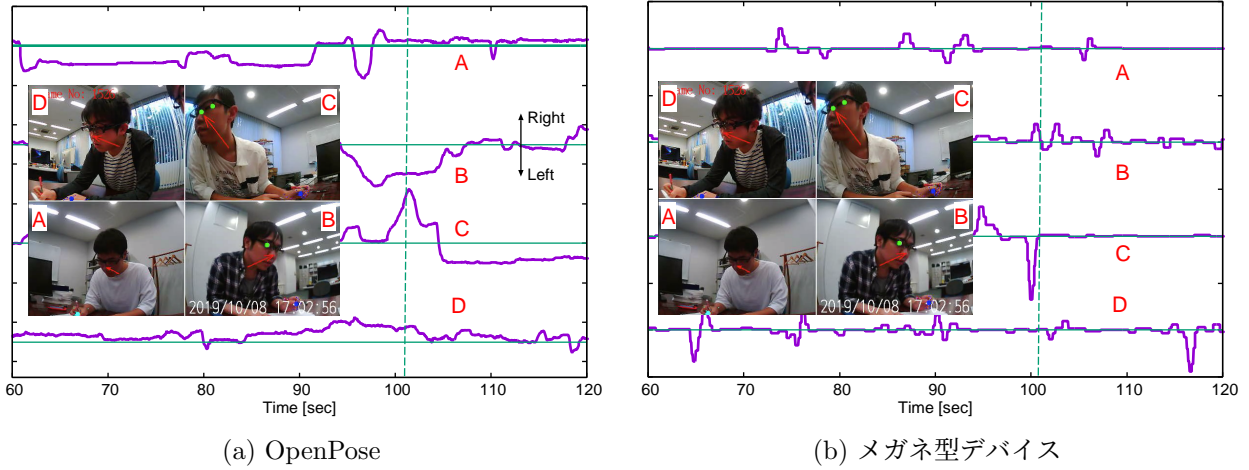 A
Right
Left
B
C
D
D
C
A
B
2019/10/08 17:02:56
60 70 80 90 100 110 120
Time [sec]
(a) OpenPose
A
B
C
D
D
C
A
B
2019/10/08 17:02:56
60 70 80 90 100 110 120
Time [sec]
(b) メガネ型デバイス